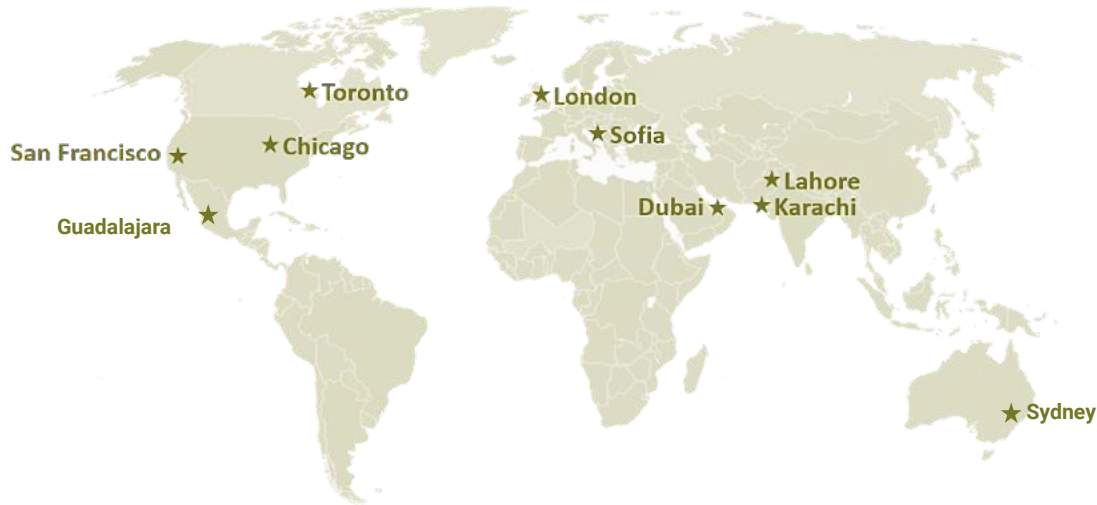 Toronto
London
Sofia
Chicago
San Francisco
Lahore
Dubai
Karachi
Guadalajara
Sydney